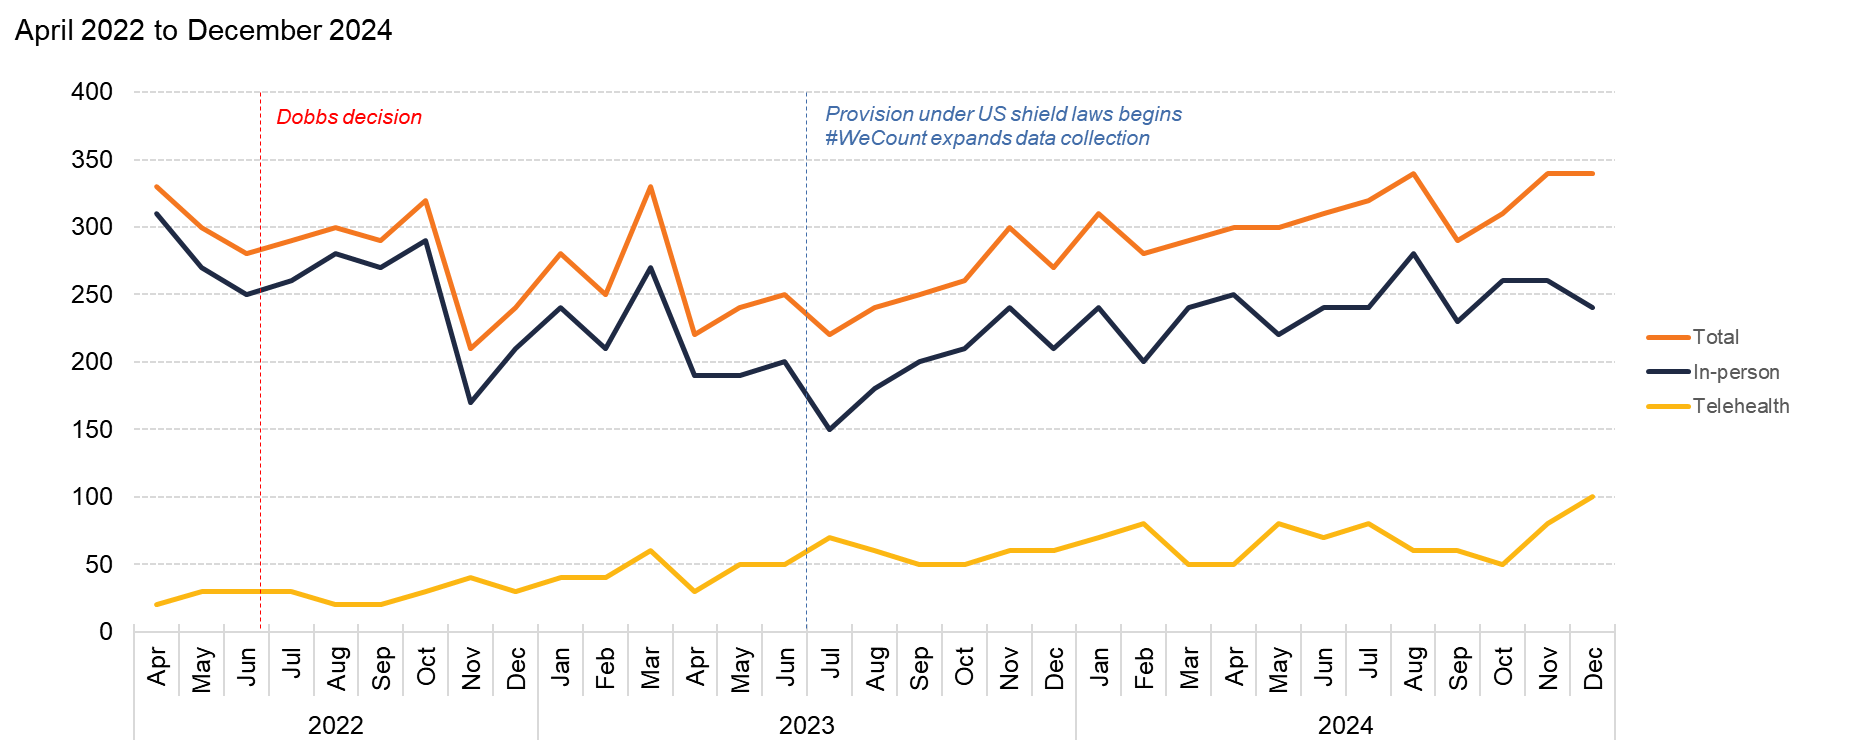 April 2022 to December 2024
400
350
300
250
200
150
100
50
0
Dobbs decision
Provision under US shield laws begins
#WeCount expands data collection
Total
In-person
Telehealth
Apr May Jun Jul Aug Sep Oct Nov Dec Jan Feb Mar Apr May Jun Jul Aug Sep Oct Nov Dec Jan Feb Mar Apr May Jun Jul Aug Sep Oct Nov Dec
2022 2023 2024